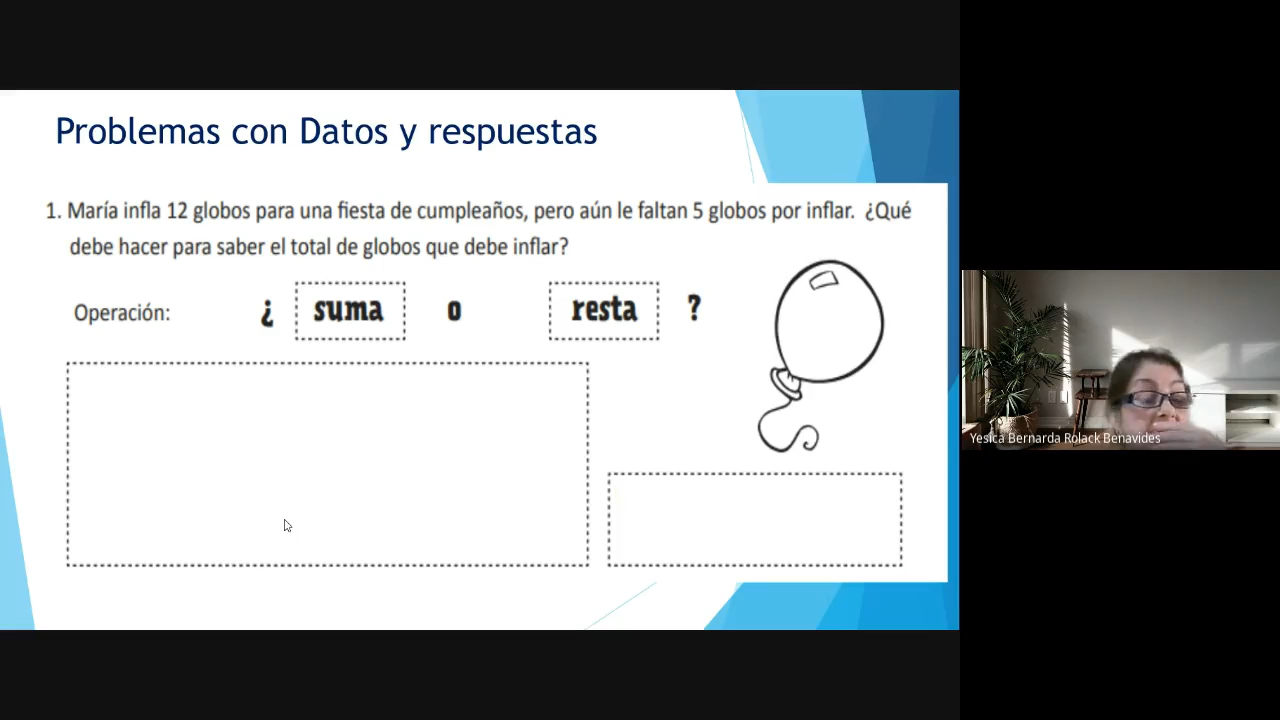 Problemas con Datos y respuestas
1. María infla 12 globos para una fiesta de cumpleaños, pero aún le faltan 5 globos por inflar. ¿Qué
debe hacer para saber el total de globos que debe inflar?
Operación: ¿ suma o resta ?
Yesica Bernarda Rolack Benavides